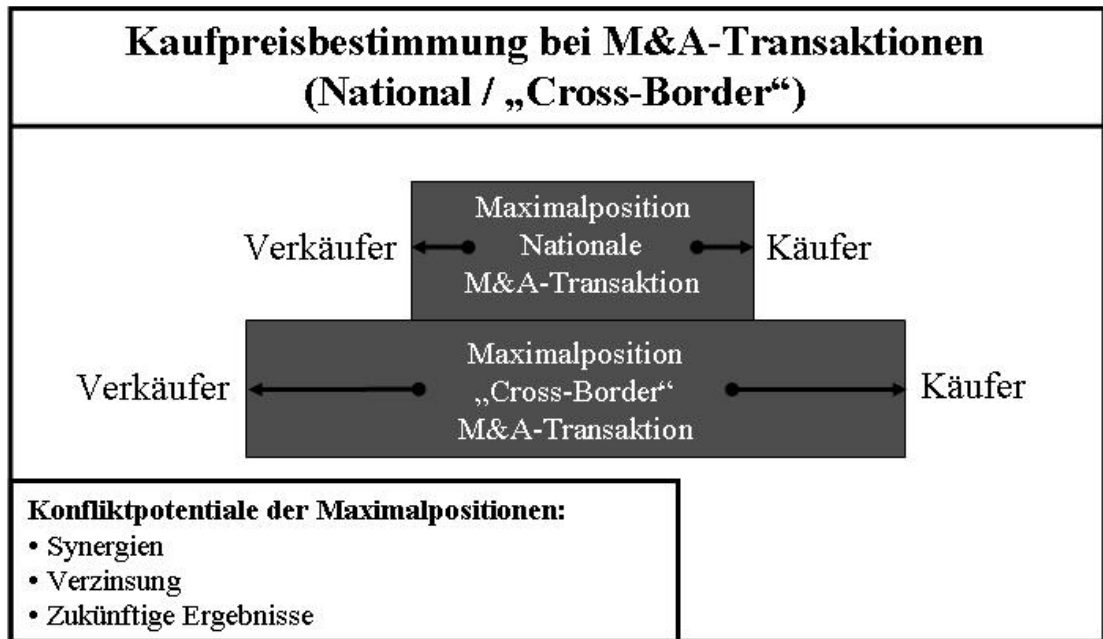 Kaufpreisbestimmung bei M&A-Transaktionen
(National / „Cross-Border“)
Maximalposition
Verkäufer Nationale Käufer
M&A-Transaktion
Maximalposition
Verkäufer „Cross-Border“ Käufer
M&A-Transaktion
Konfliktpotentiale der Maximalpositionen:
• Synergien
• Verzinsung
• Zukünftige Ergebnisse